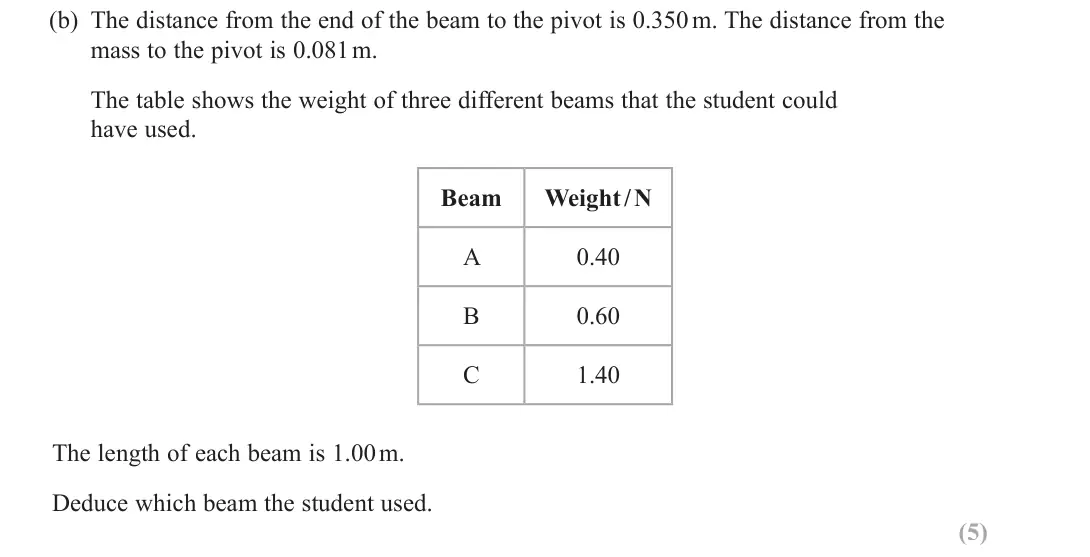 (b) The distance from the end of the beam to the pivot is 0.350 m. The distance from the
mass to the pivot is 0.081 m.
The table shows the weight of three different beams that the student could
have used.
Beam Weight/N
A 0.40
B 0.60
C 1.40
The length of each beam is 1.00 m.
Deduce which beam the student used.
(5)